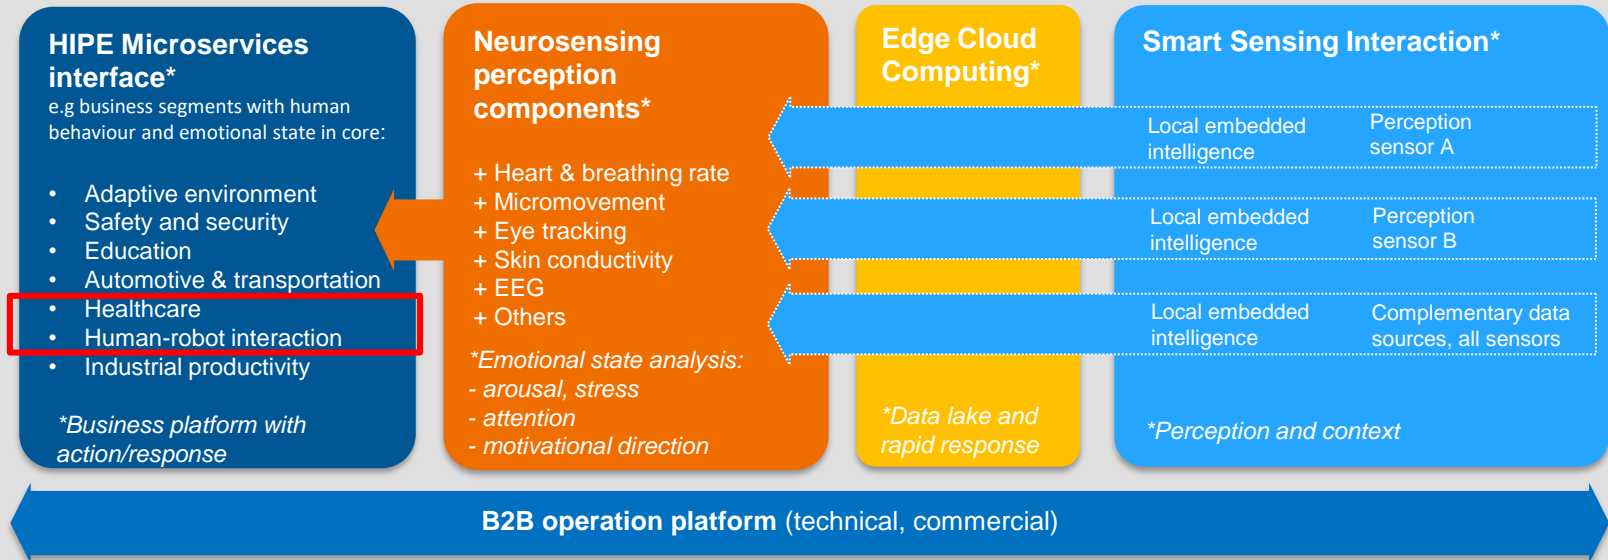 HIPE Microservices
interface*
e.g business segments with human
behaviour and emotional state in core:
• Adaptive environment
• Safety and security
• Education
• Automotive & transportation
• Healthcare
• Human-robot interaction
• Industrial productivity
*Business platform with
action/response
Neurosensing
perception
components*
+ Heart & breathing rate
+ Micromovement
+ Eye tracking
+ Skin conductivity
+ EEG
+ Others
*Emotional state analysis:
- arousal, stress
- attention
- motivational direction
Edge Cloud
Computing*
*Data lake and
rapid response
Smart Sensing Interaction*
Local embedded
intelligence
Perception
sensor A
Local embedded
intelligence
Perception
sensor B
Local embedded
intelligence
Complementary data
sources, all sensors
*Perception and context
B2B operation platform (technical, commercial)